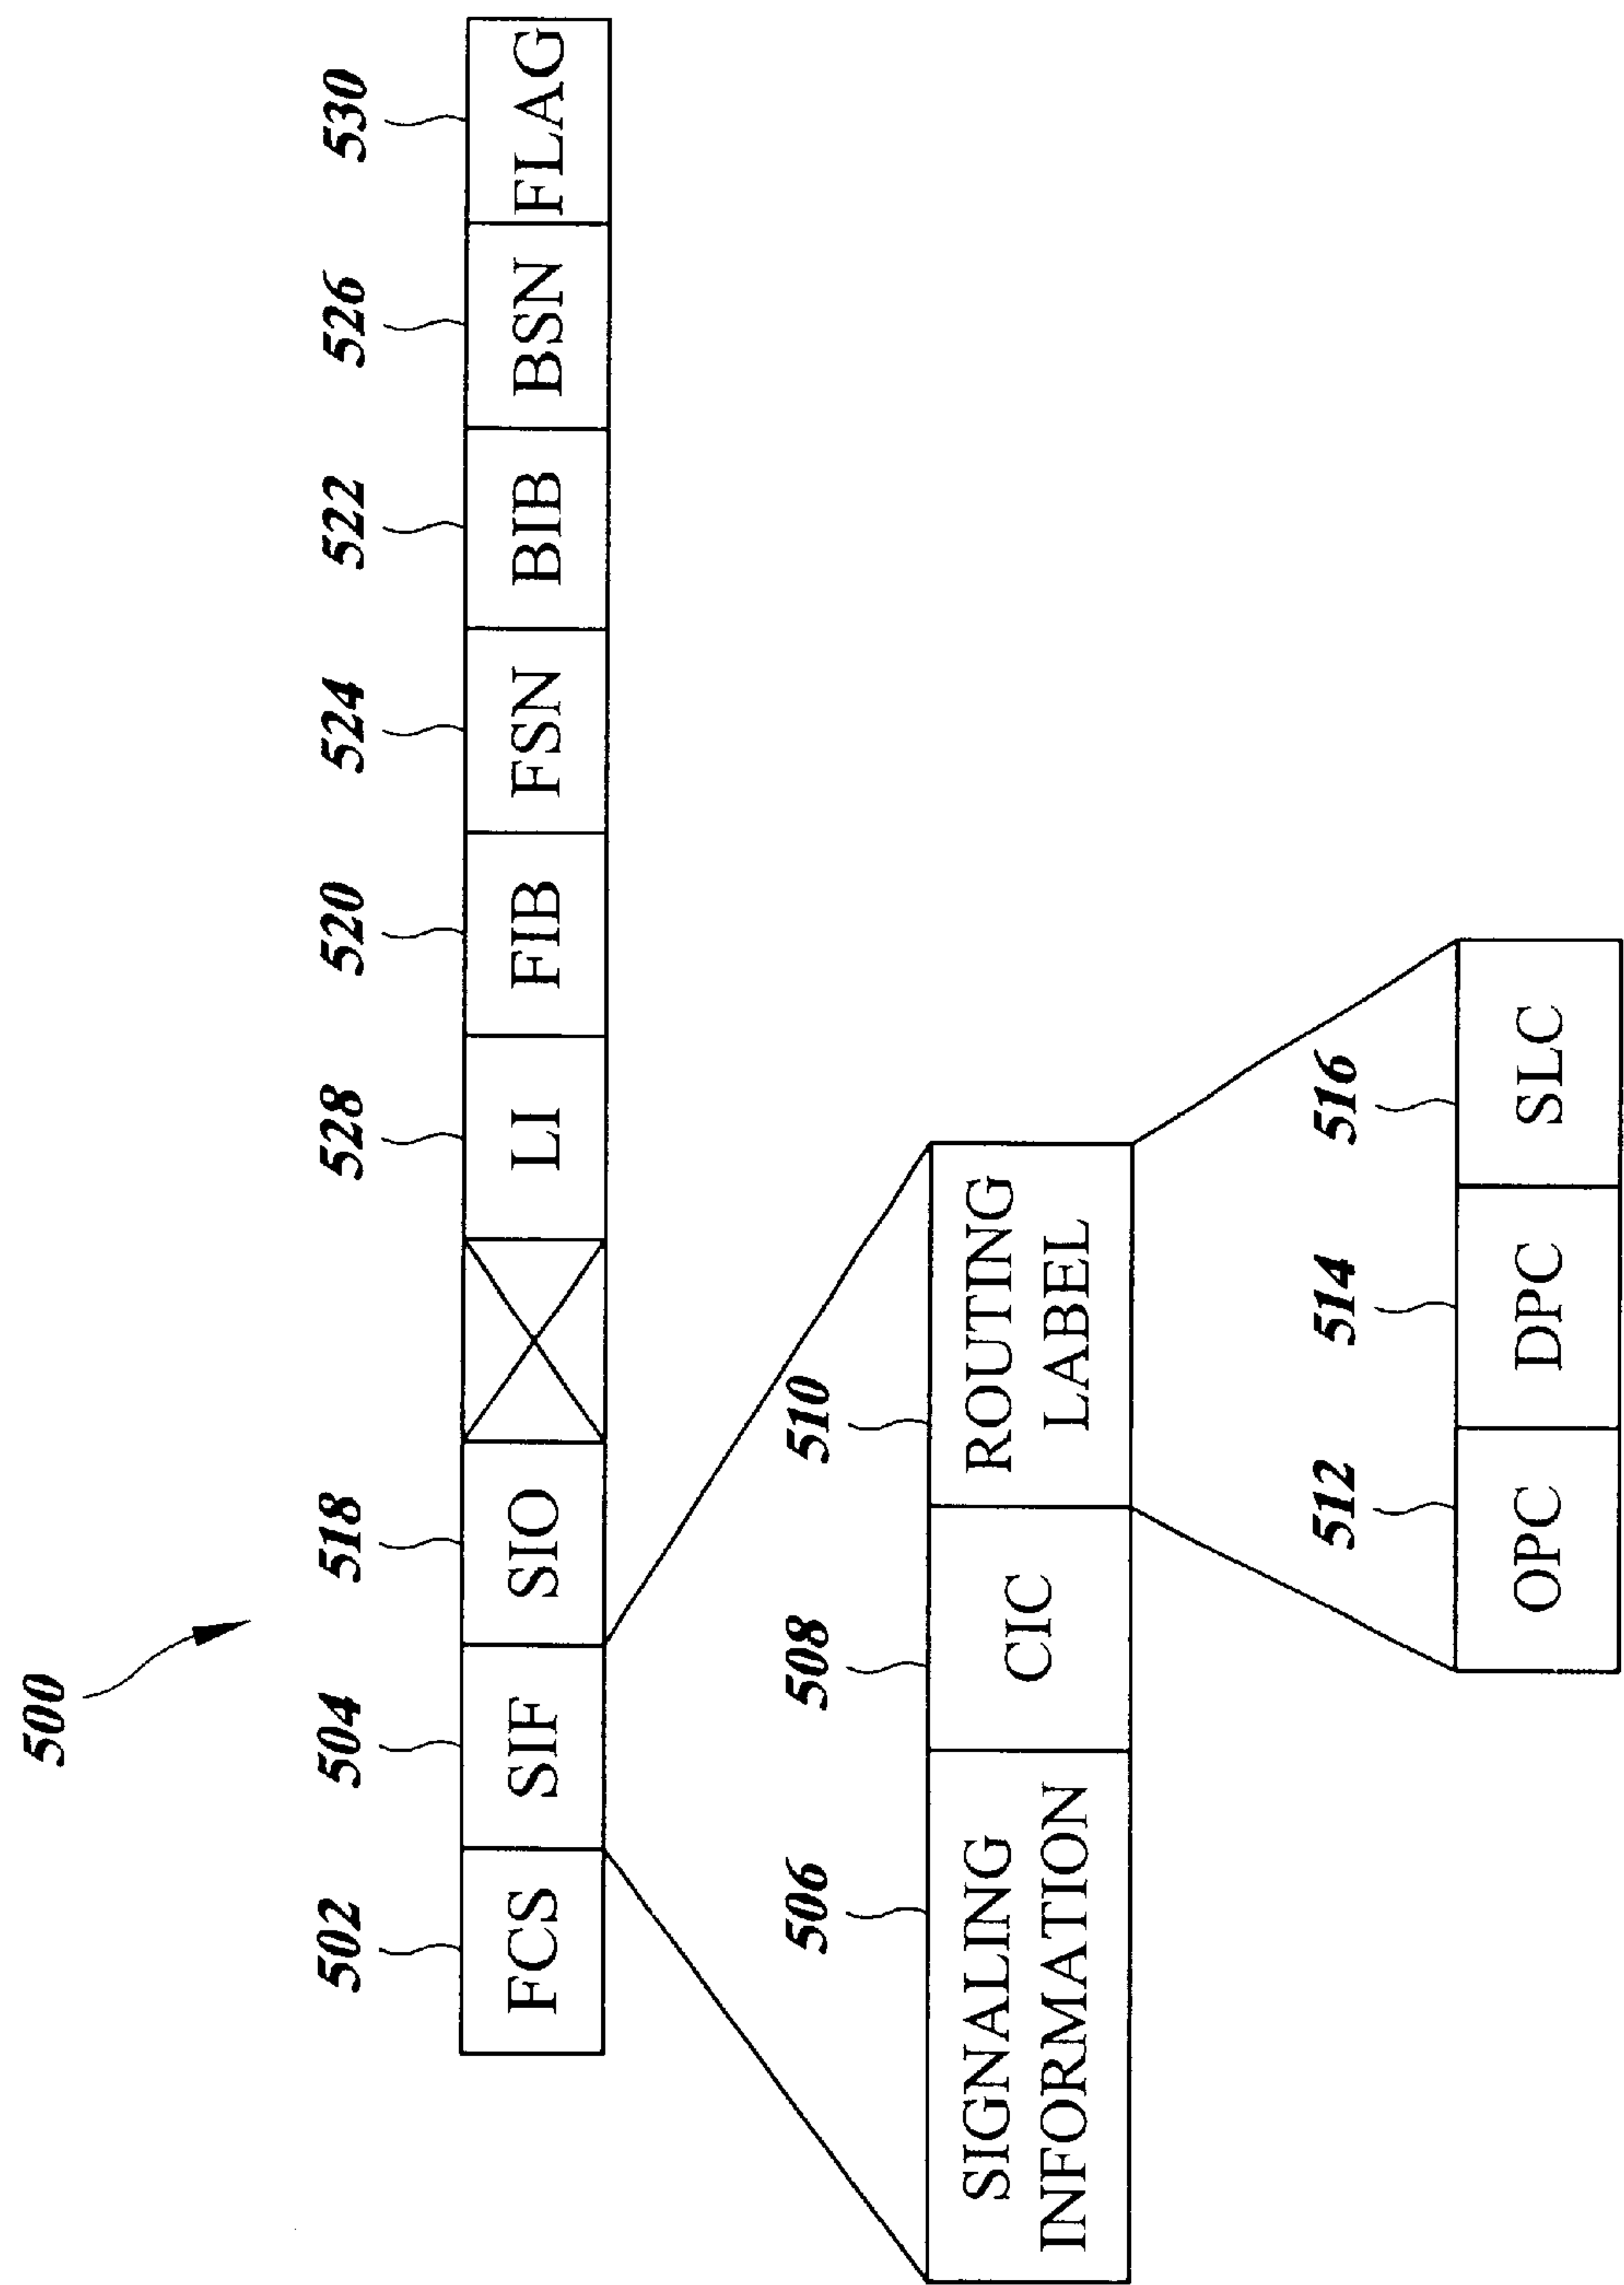 500
502 504 518 528 520 524 522 526 530
FCS SIF SIO LI FIB FSN BIB BSN FLAG
506 508 510
SIGNALING INFORMATION CIC ROUTING LABEL
512 514 516
OPC DPC SLC